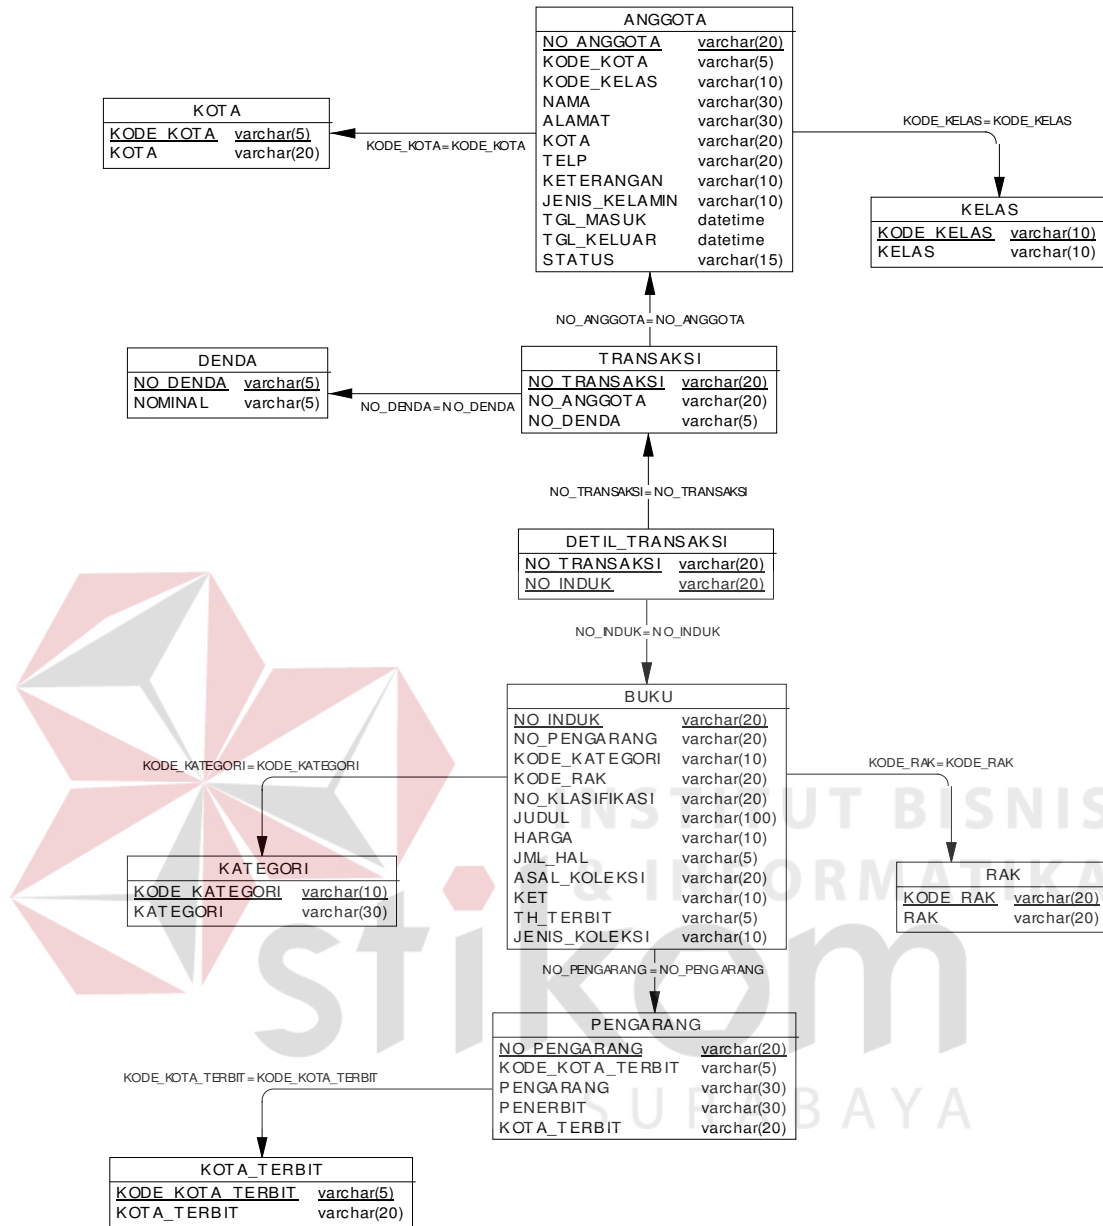 ANGGOTA
NO_ANGGOTA varchar(20)
KODE_KOTA varchar(5)
KODE_KELAS varchar(10)
NAMA varchar(30)
ALAMAT varchar(30)
KOTA varchar(20)
TELP varchar(20)
KETERANGAN varchar(10)
JENIS_KELAMIN varchar(10)
TGL_MASUK datetime
TGL_KELUAR datetime
STATUS varchar(15)
KOTA
KODE_KOTA varchar(5)
KOTA varchar(20)
KODE_KOTA=KODE_KOTA
KODE_KELAS=KODE_KELAS
KELAS
KODE_KELAS varchar(10)
KELAS varchar(10)
NO_ANGGOTA=NO_ANGGOTA
DENDA
NO_DENDA varchar(5)
NOMINAL varchar(5)
NO_DENDA=NO_DENDA
TRANSAKSI
NO_TRANSAKSI varchar(20)
NO_ANGGOTA varchar(20)
NO_DENDA varchar(5)
NO_TRANSAKSI=NO_TRANSAKSI
DETIL_TRANSAKSI
NO_TRANSAKSI varchar(20)
NO_INDUK varchar(20)
NO_INDUK=NO_INDUK
BUKU
NO_INDUK varchar(20)
NO_PENGARANG varchar(20)
KODE_KATEGORI varchar(10)
KODE_RAK varchar(20)
NO_KLASIFIKASI varchar(20)
JUDUL varchar(100)
HARGA varchar(10)
JML_HAL varchar(5)
ASAL_KOLEKSI varchar(20)
KET varchar(10)
TH_TERBIT varchar(5)
JENIS_KOLEKSI varchar(10)
KODE_KATEGORI=KODE_KATEGORI
KODE_RAK=KODE_RAK
KATEGORI
KODE_KATEGORI varchar(10)
KATEGORI varchar(30)
RAK
KODE_RAK varchar(20)
RAK varchar(20)
INSTITUT BISNIS
& INFORMATIKA
stikom
SURABAYA
NO_PENGARANG=NO_PENGARANG
PENGARANG
NO_PENGARANG varchar(20)
KODE_KOTA_TERBIT varchar(5)
PENGARANG varchar(30)
PENERBIT varchar(30)
KOTA_TERBIT varchar(20)
KODE_KOTA_TERBIT=KODE_KOTA_TERBIT
KOTA_TERBIT
KODE_KOTA_TERBIT varchar(5)
KOTA_TERBIT varchar(20)